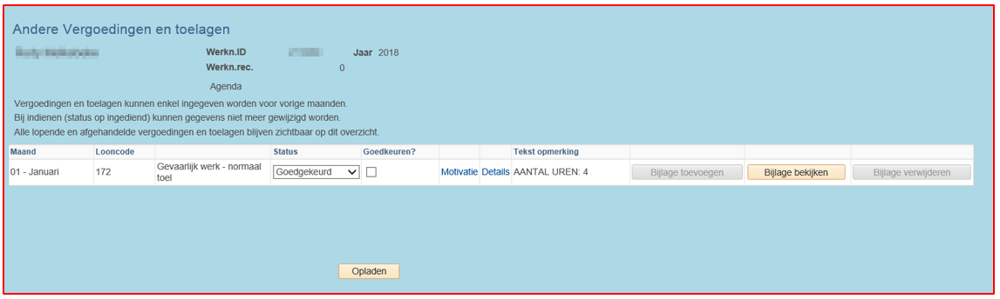 Andere Vergoedingen en toelagen
Werkn.ID Jaar 2018
Werkn.rec. 0
Agenda
Vergoedingen en toelagen kunnen enkel ingegeven worden voor vorige maanden.
Bij indienen (status op ingediend) kunnen gegevens niet meer gewijzigd worden.
Alle lopende en afgehandelde vergoedingen en toelagen blijven zichtbaar op dit overzicht.
Maand Looncode Status Goedkeuren? Tekst opmerking
01 - Januari 172 Gevaarlijk werk - normaal toel Goedgekeurd Motivatie Details AANTAL UREN: 4 Bijlage toevoegen Bijlage bekijken Bijlage verwijderen
Opladen